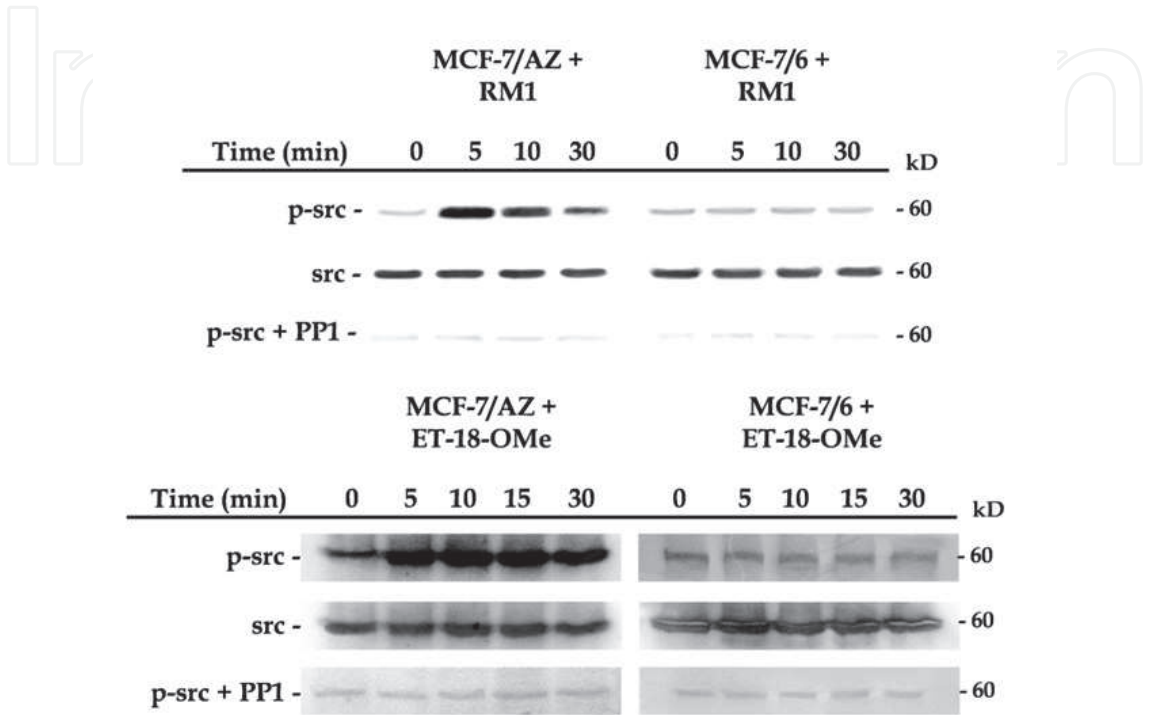 MCF-7/AZ + MCF-7/6 +
RM1 RM1
Time (min) 0 5 10 30 0 5 10 30 kD
p-src - - 60
src - - 60
p-src + PP1 - - 60
MCF-7/AZ + MCF-7/6 +
ET-18-OMe ET-18-OMe
Time (min) 0 5 10 15 30 0 5 10 15 30 kD
p-src - - 60
src - - 60
p-src + PP1 - - 60